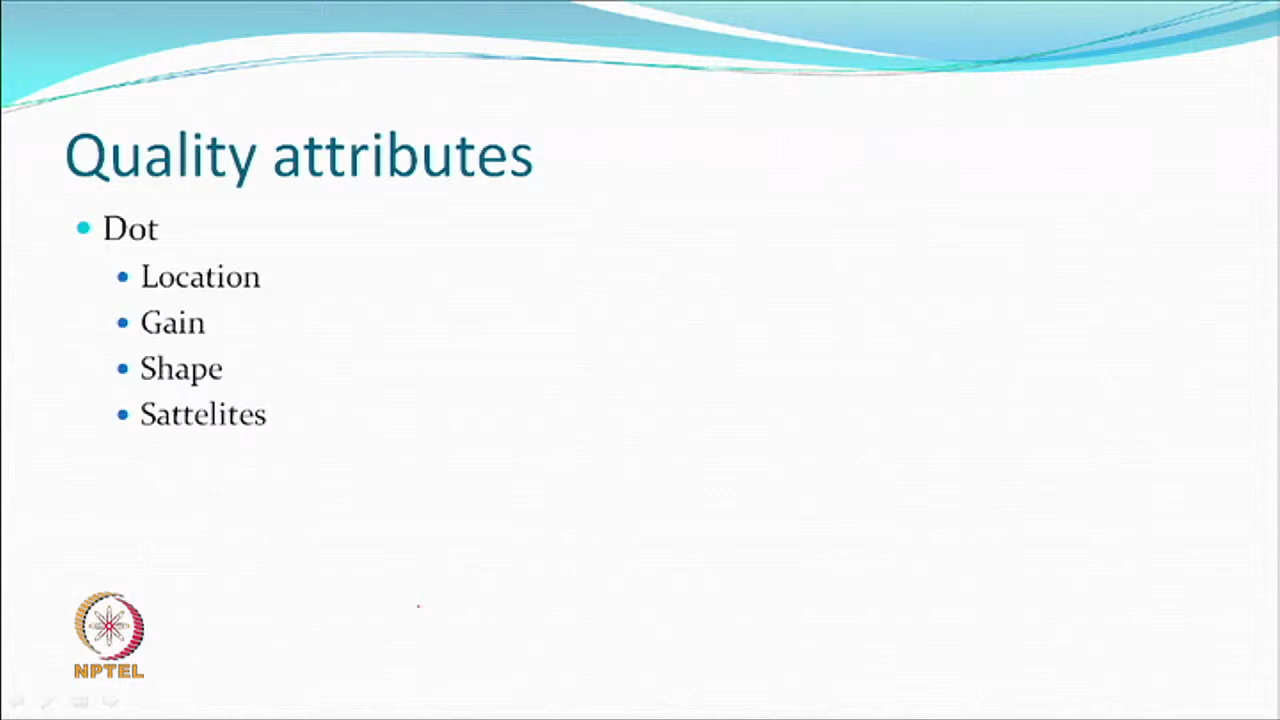 Quality attributes
Dot
Location
Gain
Shape
Sattelites
NPTEL